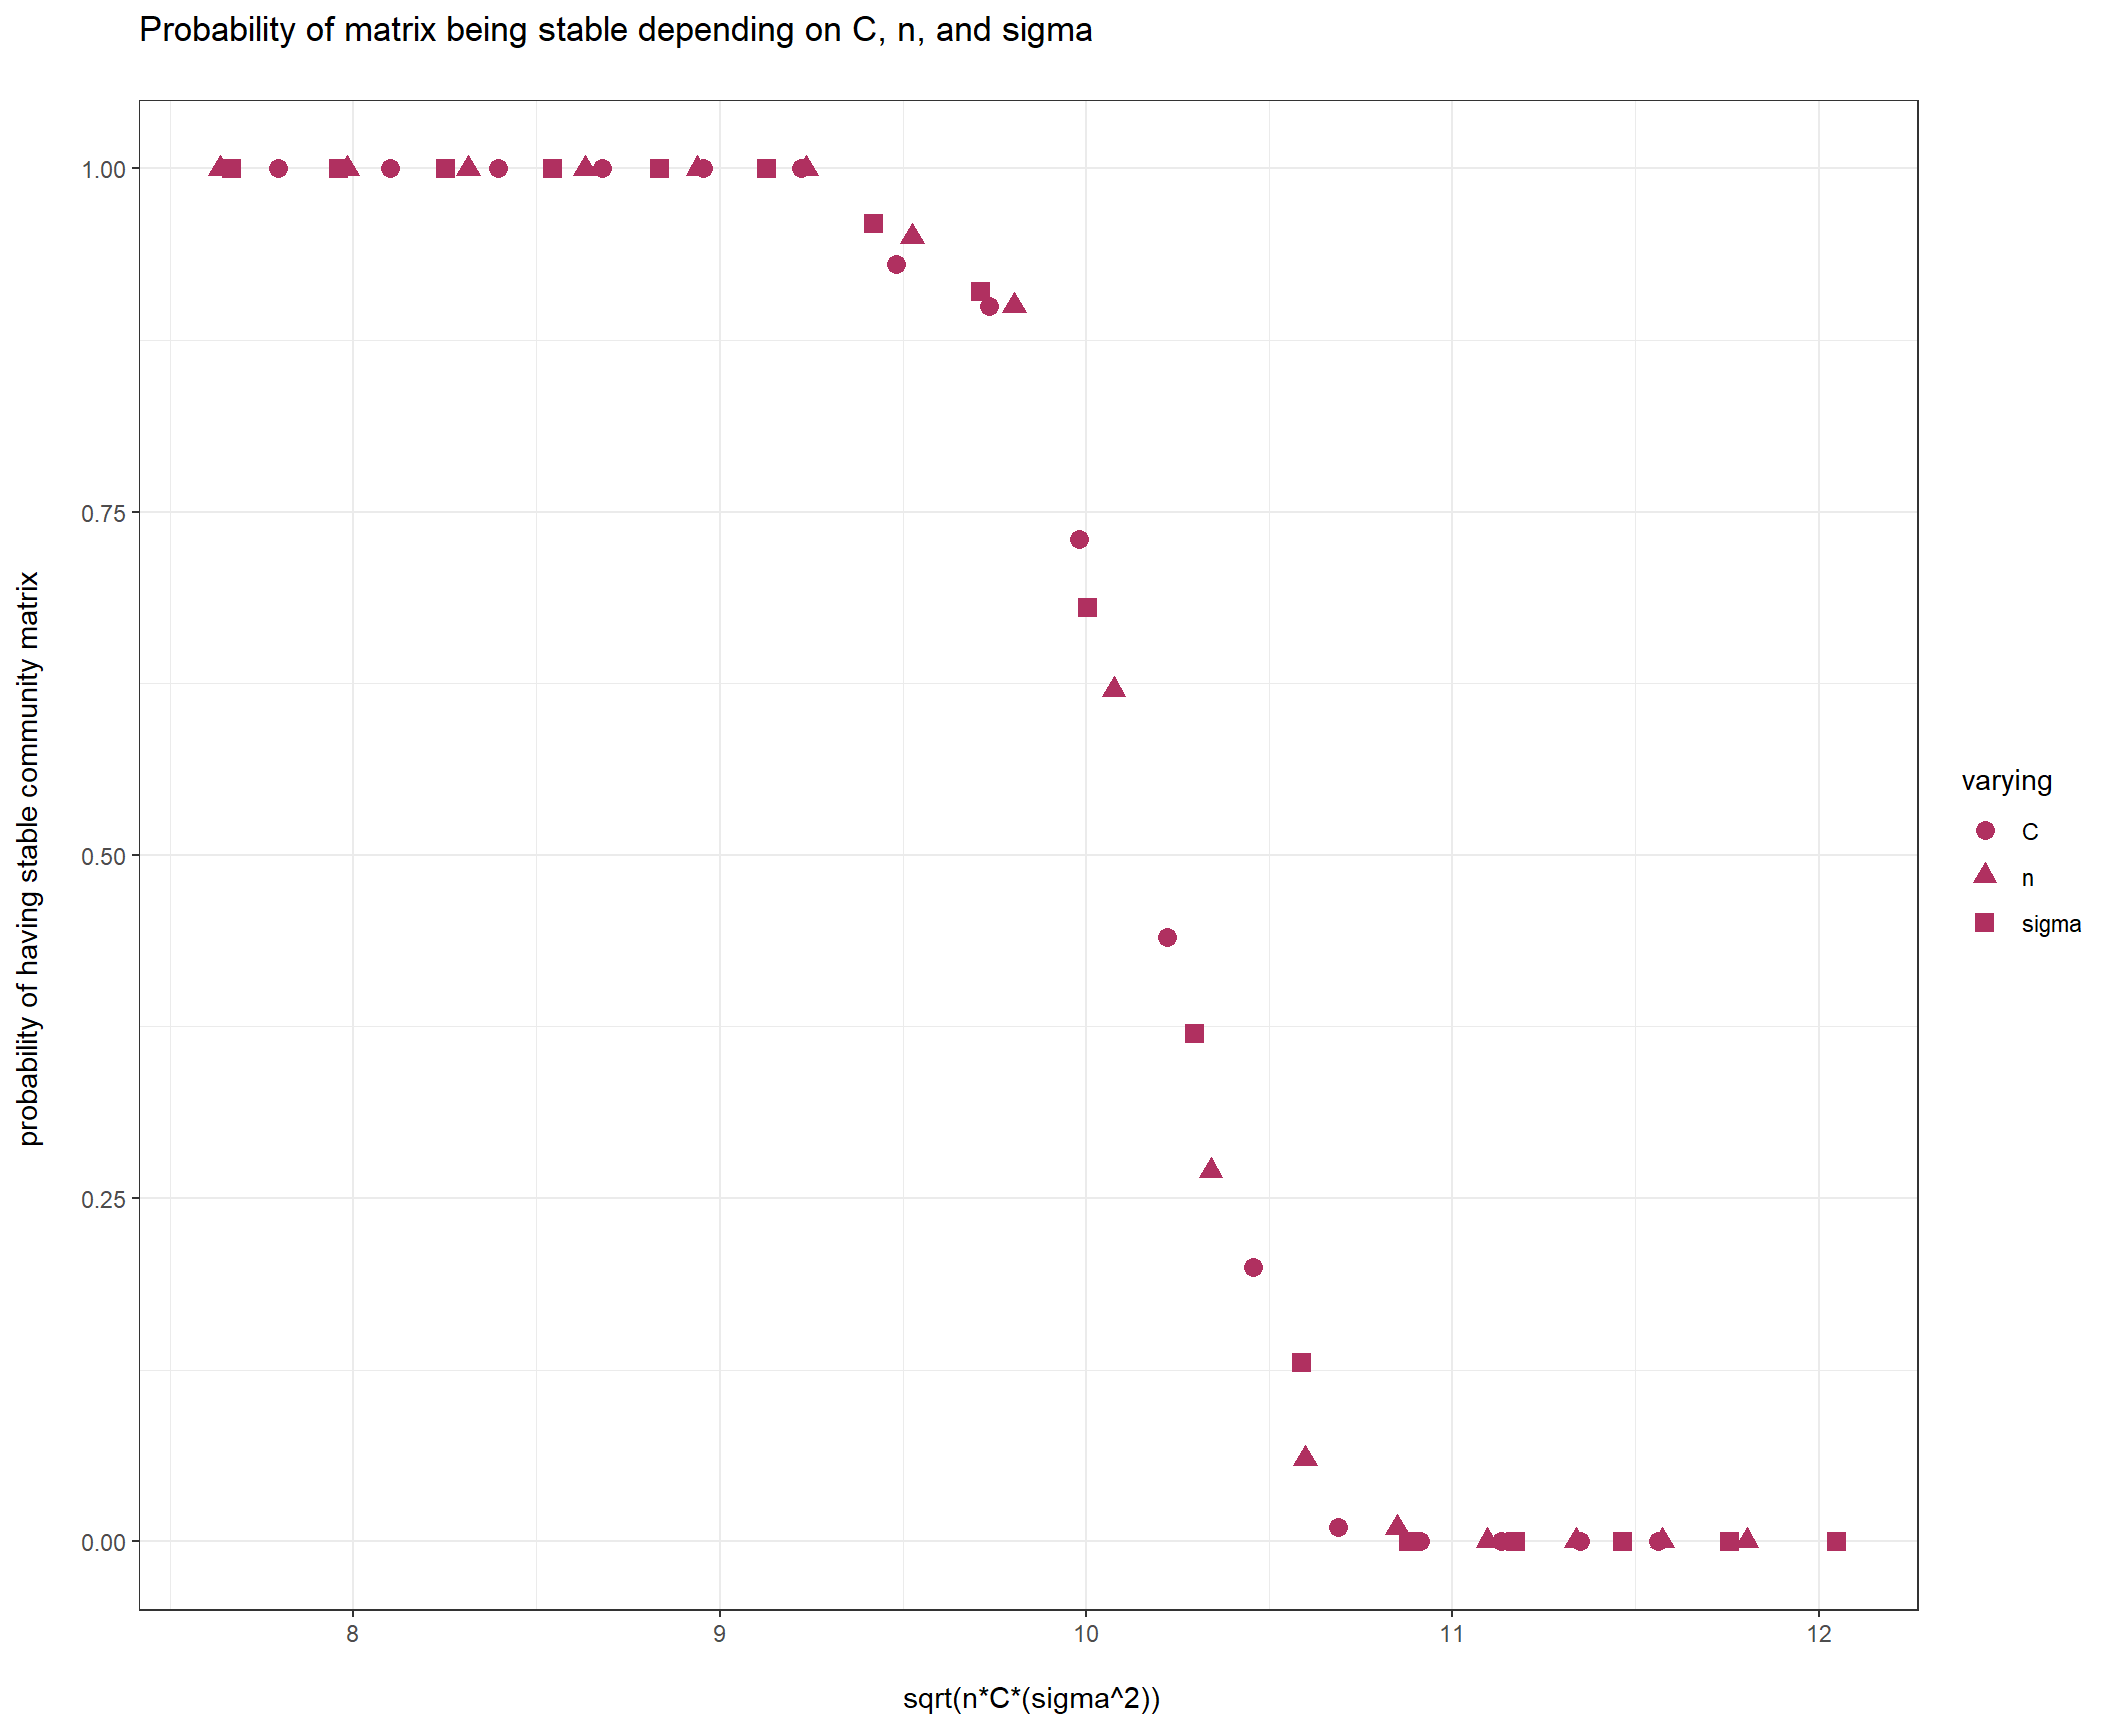 Probability of matrix being stable depending on C, n, and sigma
probability of having stable community matrix
1.00
0.75
0.50
0.25
0.00
8
9
10
11
12
sqrt(n*C*(sigma^2))
varying
C
n
sigma